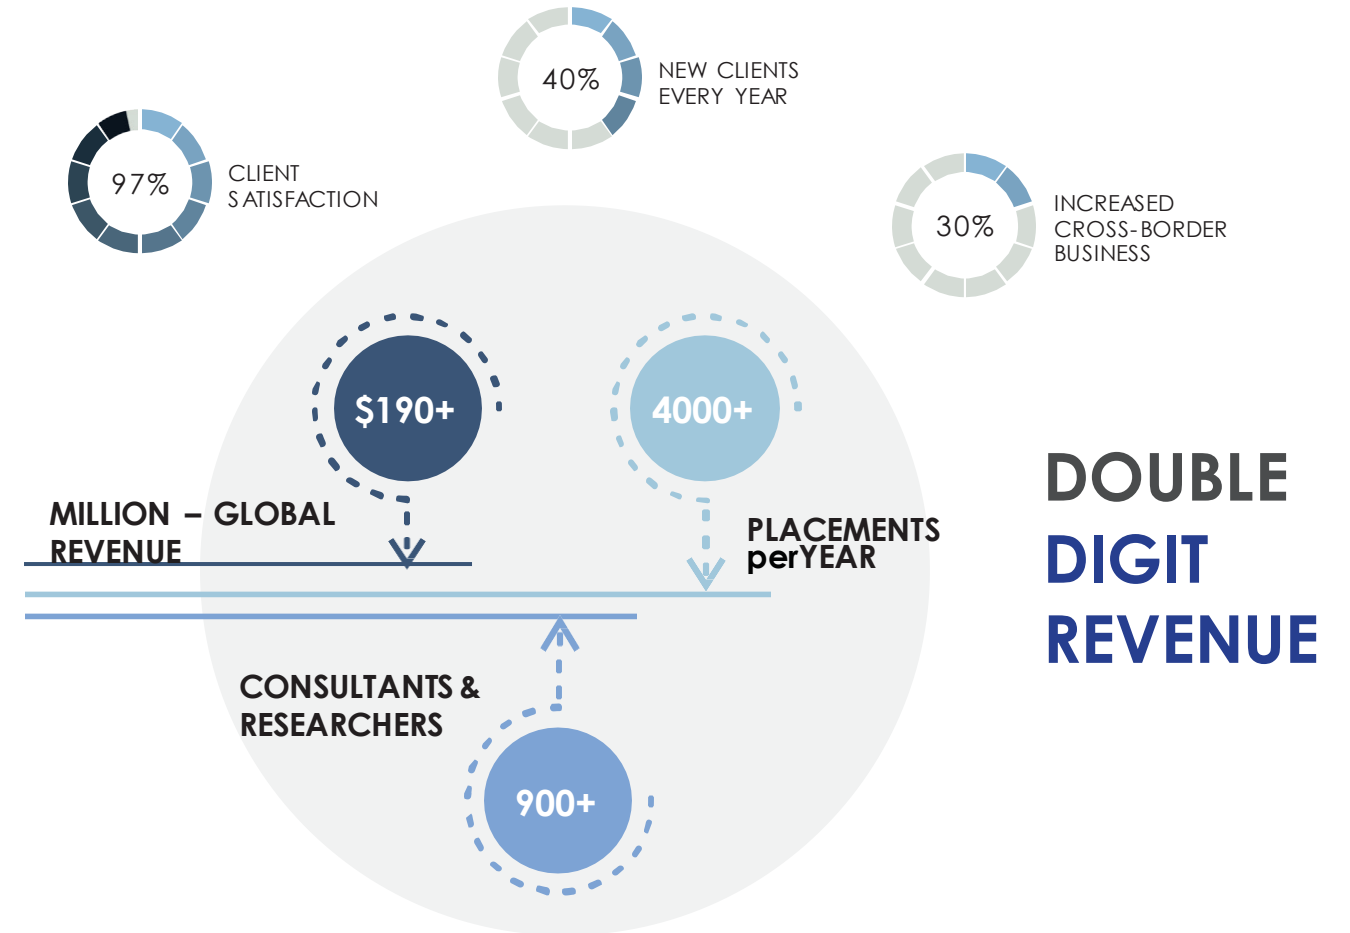 40%
NEW CLIENTS
EVERY YEAR
97%
CLIENT
SATISFACTION
30%
INCREASED
CROSS-BORDER
BUSINESS
$190+
4000+
MILLION – GLOBAL
REVENUE
PLACEMENTS
perYEAR
DOUBLE
DIGIT
REVENUE
CONSULTANTS &
RESEARCHERS
900+